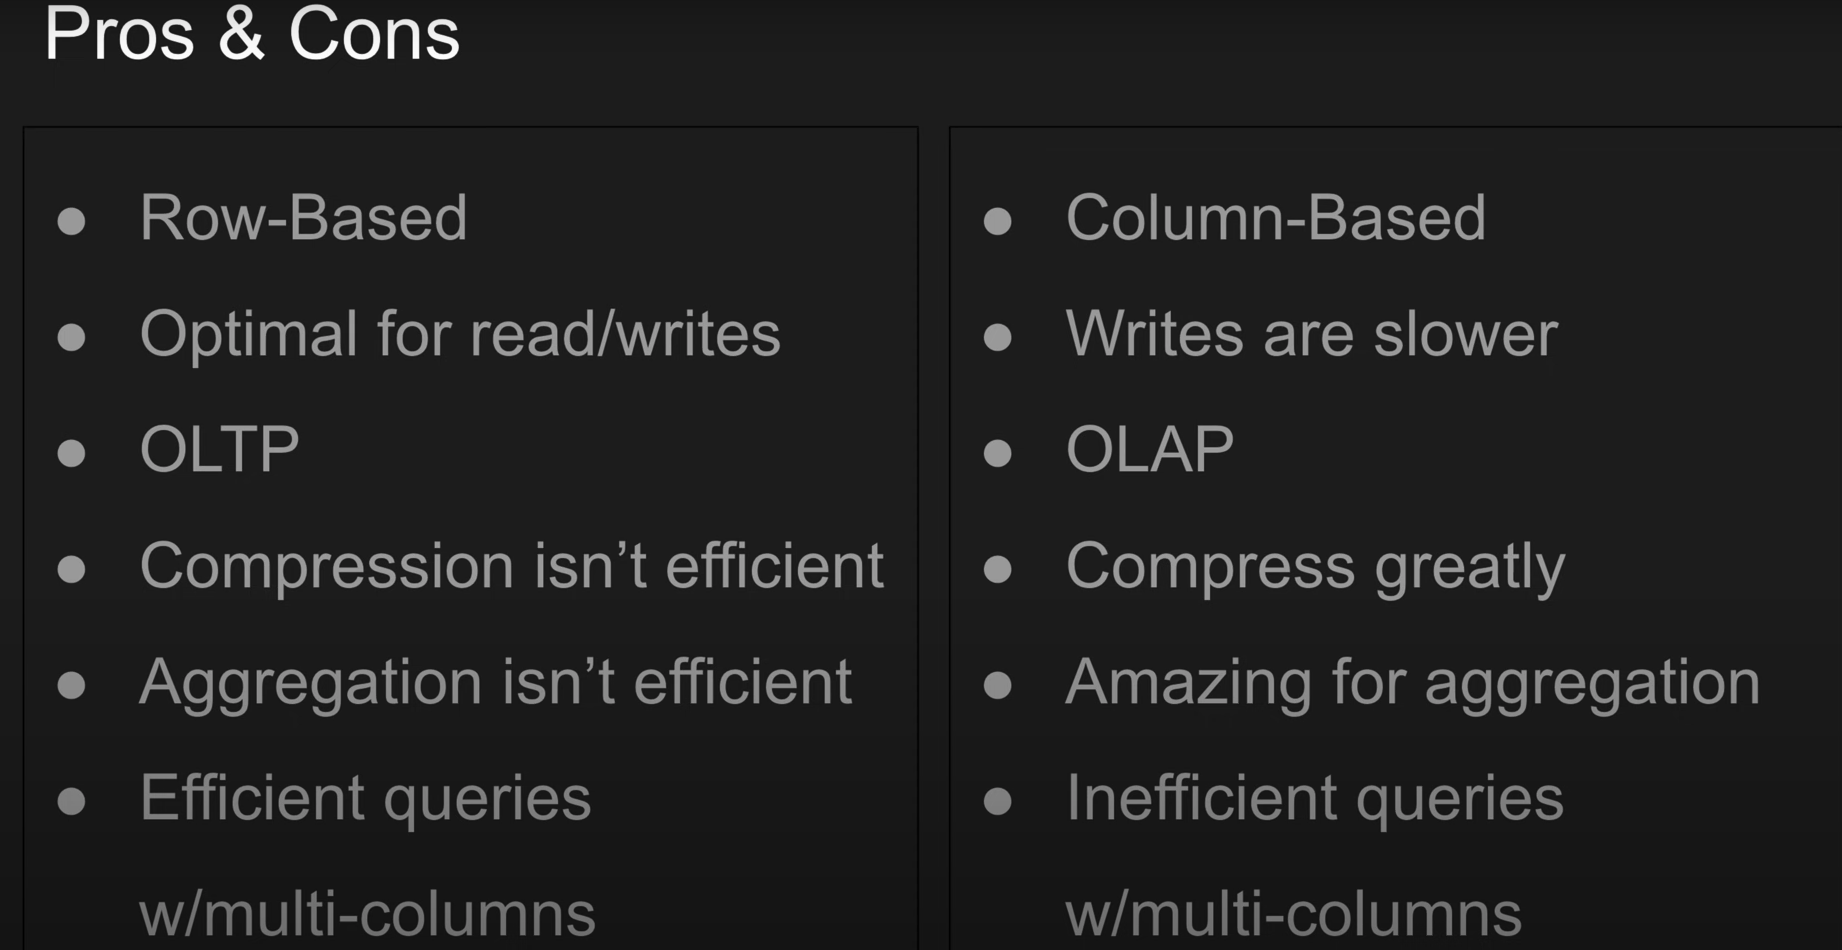 Pros & Cons
● Row-Based
● Optimal for read/writes
● OLTP
● Compression isn’t efficient
● Aggregation isn’t efficient
● Efficient queries
w/multi-columns
● Column-Based
● Writes are slower
● OLAP
● Compress greatly
● Amazing for aggregation
● Inefficient queries
w/multi-columns